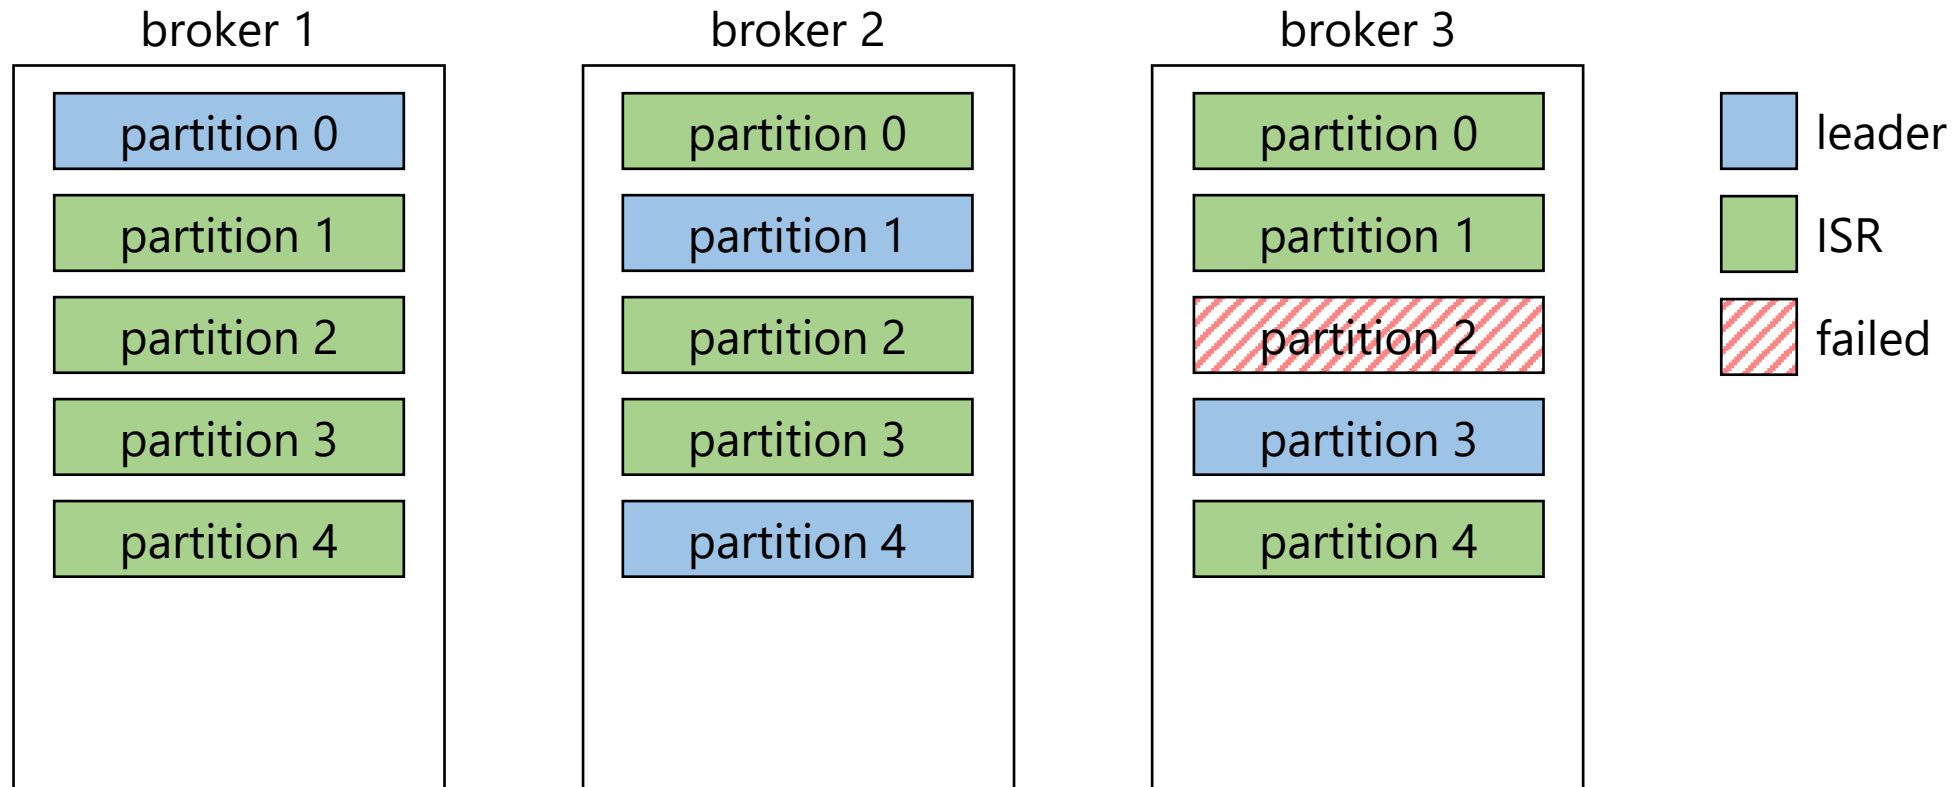 broker 1
partition 0
partition 1
partition 2
partition 3
partition 4
broker 2
partition 0
partition 1
partition 2
partition 3
partition 4
broker 3
partition 0
partition 1
partition 2
partition 3
partition 4
leader
ISR
failed